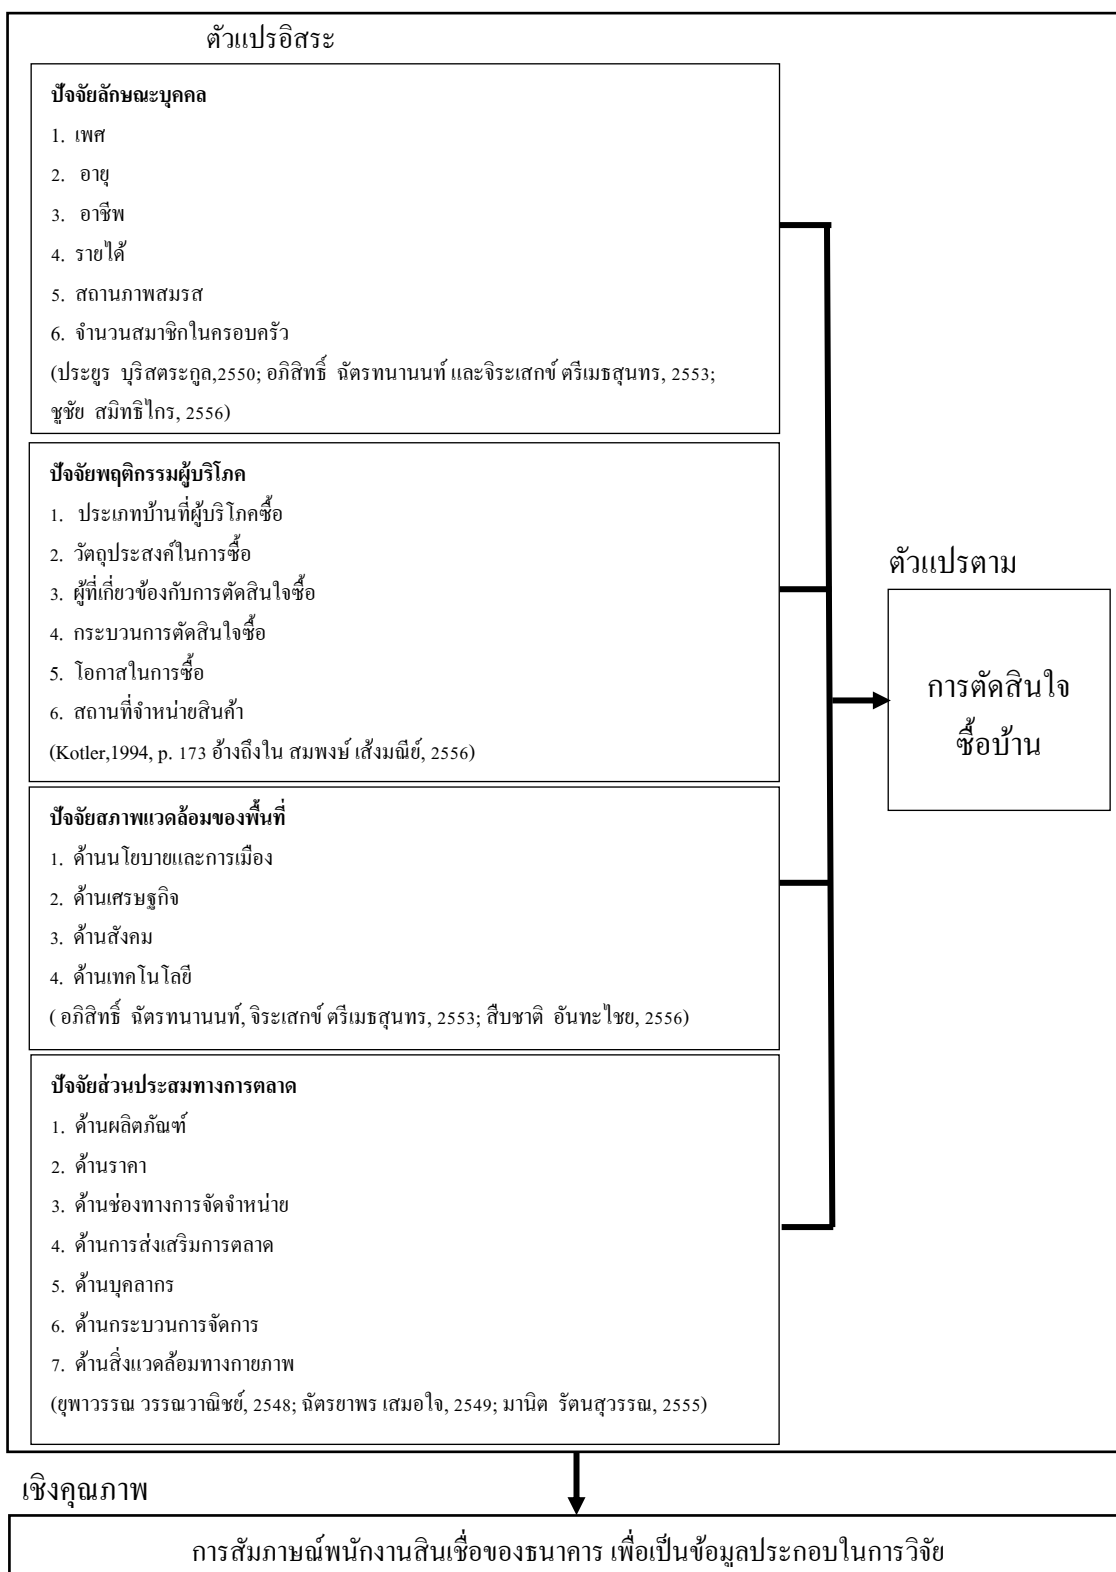 ตัวแปรอิสระ
ปัจจัยลักษณะบุคคล
1. เพศ
2. อายุ
3. อาชีพ
4. รายได้
5. สถานภาพสมรส
6. จำนวนสมาชิกในครอบครัว
(ประยูร บุริสตระกูล,2550; อภิสิทธิ์ ฉัตรทนานนท์ และจิระเสกข์ ตรีเมธสุนทร, 2553;
ชูชัย สมิทธิไกร, 2556)
ปัจจัยพฤติกรรมผู้บริโภค
1. ประเภทบ้านที่ผู้บริโภคซื้อ
2. วัตถุประสงค์ในการซื้อ
3. ผู้ที่เกี่ยวข้องกับการตัดสินใจซื้อ
4. กระบวนการตัดสินใจซื้อ
5. โอกาสในการซื้อ
6. สถานที่จำหน่ายสินค้า
(Kotler,1994, p. 173 อ้างถึงใน สมพงษ์ เส้งมณีย์, 2556)
ปัจจัยสภาพแวดล้อมของพื้นที่
1. ด้านนโยบายและการเมือง
2. ด้านเศรษฐกิจ
3. ด้านสังคม
4. ด้านเทคโนโลยี
( อภิสิทธิ์ ฉัตรทนานนท์, จิระเสกข์ ตรีเมธสุนทร, 2553; สืบชาติ อันทะไชย, 2556)
ปัจจัยส่วนประสมทางการตลาด
1. ด้านผลิตภัณฑ์
2. ด้านราคา
3. ด้านช่องทางการจัดจำหน่าย
4. ด้านการส่งเสริมการตลาด
5. ด้านบุคลากร
6. ด้านกระบวนการจัดการ
7. ด้านสิ่งแวดล้อมทางกายภาพ
(ยุพาวรรณ วรรณวาณิชย์, 2548; ฉัตรยาพร เสมอใจ, 2549; มานิต รัตนสุวรรณ, 2555)
ตัวแปรตาม
การตัดสินใจ
ซื้อบ้าน
เชิงคุณภาพ
การสัมภาษณ์พนักงานสินเชื่อของธนาคาร เพื่อเป็นข้อมูลประกอบในการวิจัย